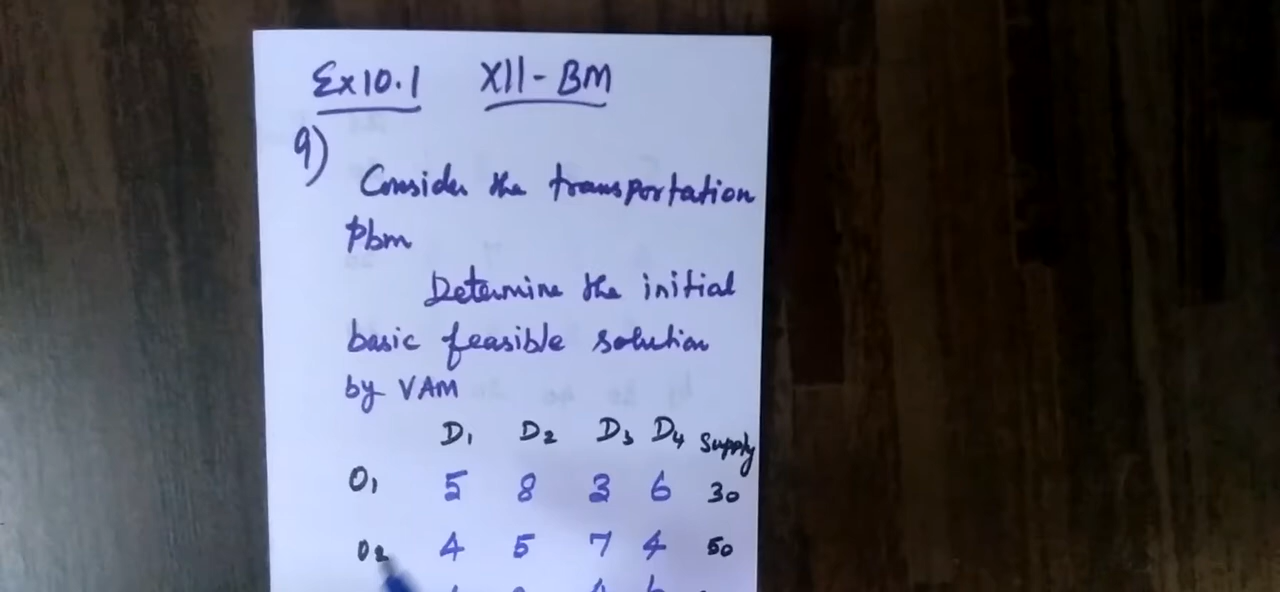 Ex10.1 XII - BM
9)
Consider the transportation
Pbm
Determine the initial
basic feasible solution
by VAM
D1 D2 D3 D4 Supply
O1 5 8 3 6 30
O2 4 5 7 4 50